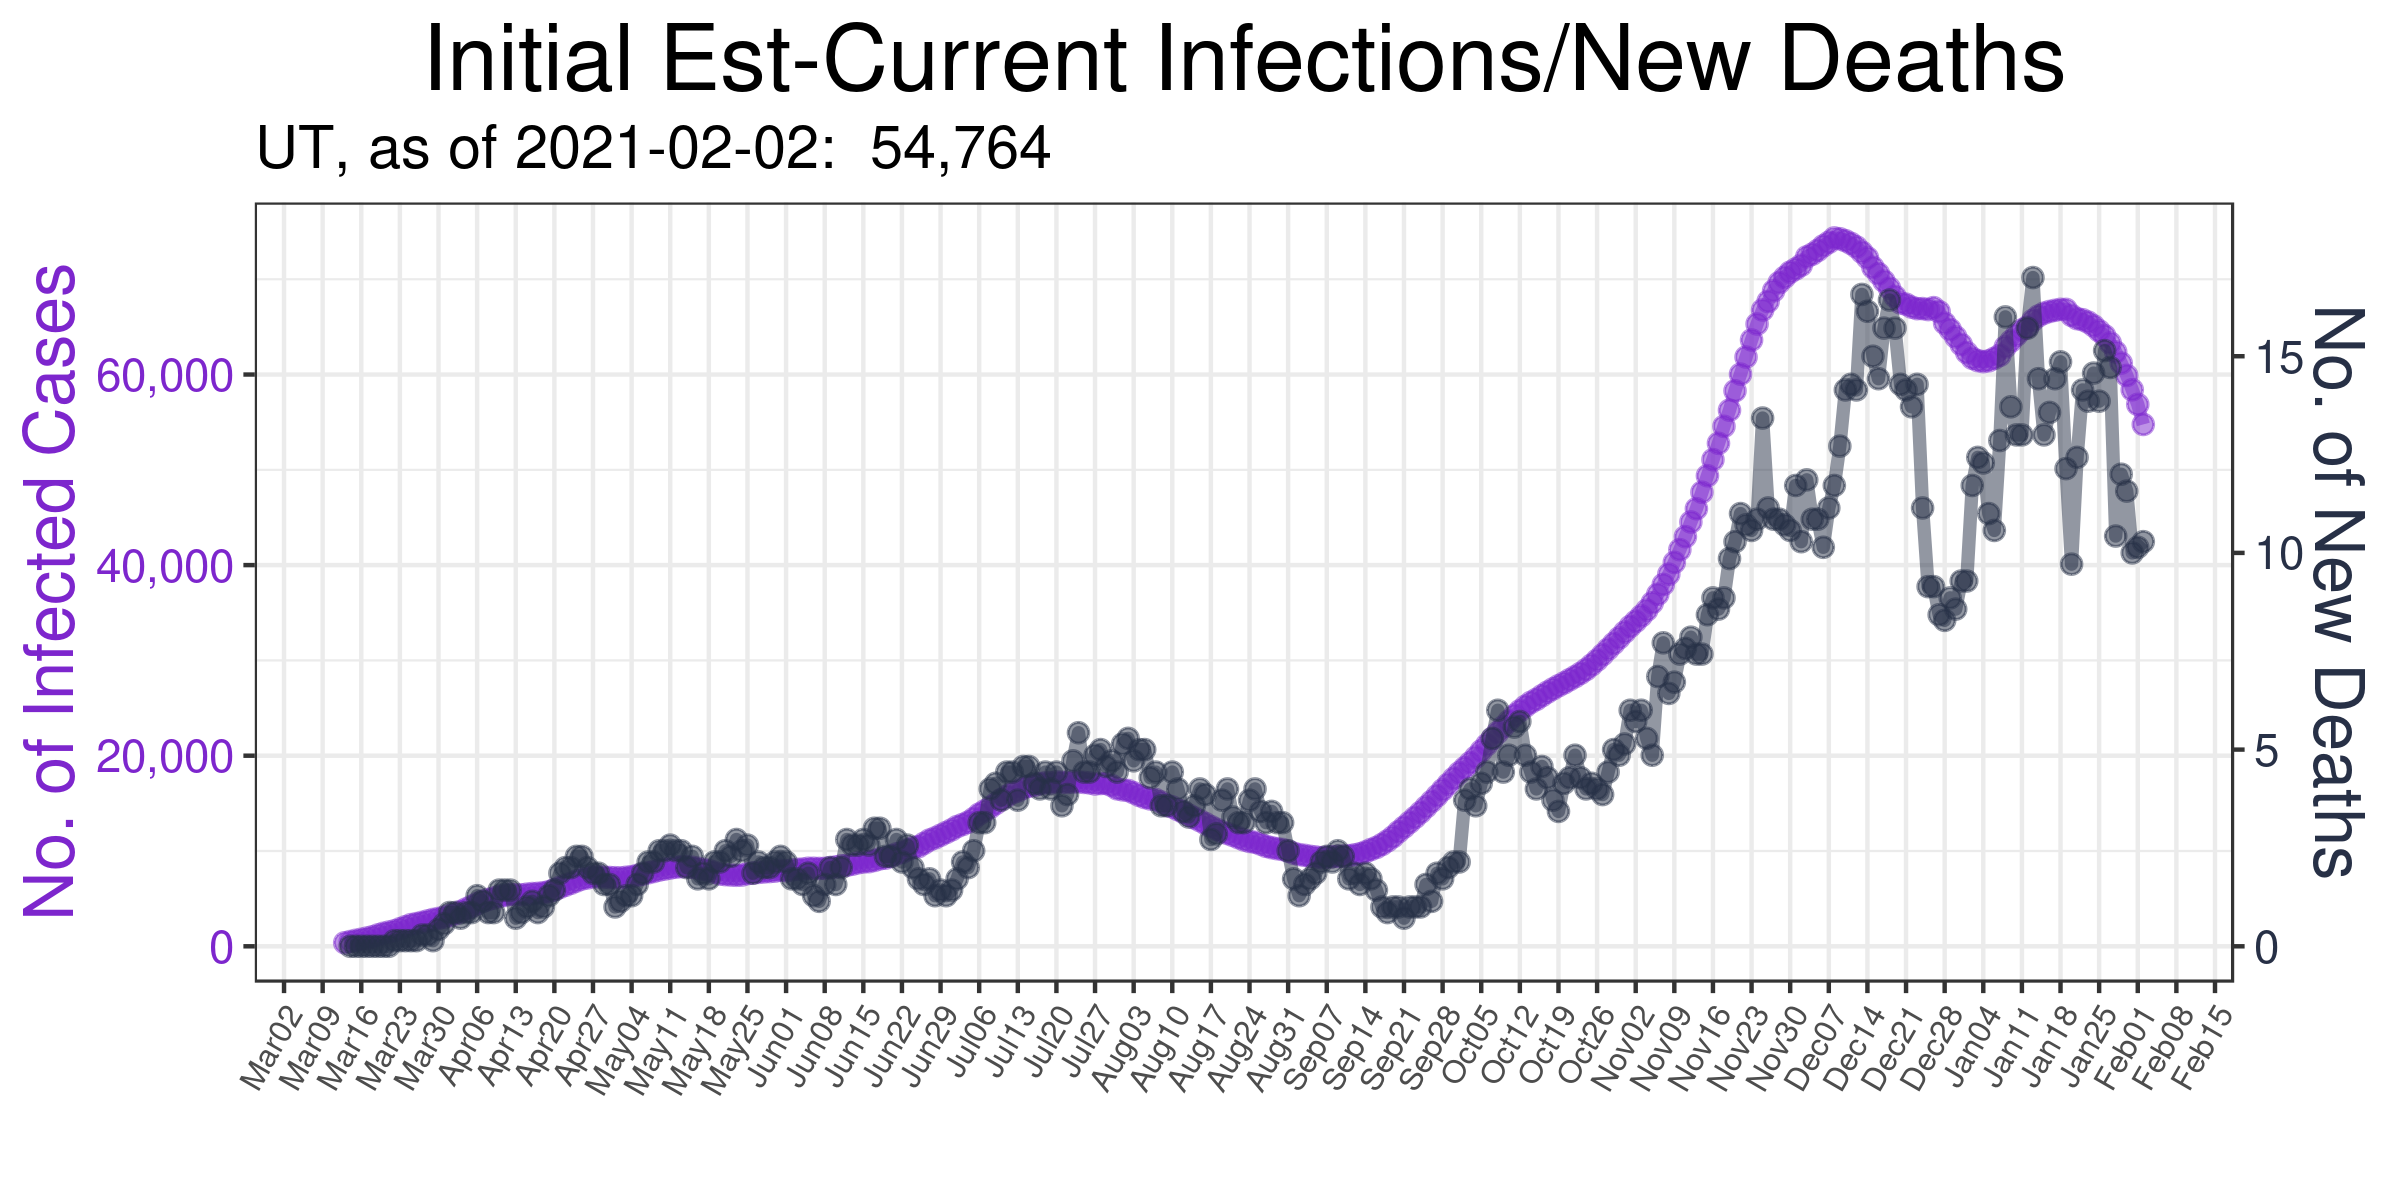 Initial Est-Current Infections/New Deaths
UT, as of 2021-02-02:  54,764
No. of Infected Cases
60,000
40,000
20,000
0
15
10
5
0
No. of New Deaths
Mar02 Mar09 Mar16 Mar23 Mar30 Apr06 Apr13 Apr20 Apr27 May04 May11 May18 May25 Jun01 Jun08 Jun15 Jun22 Jun29 Jul06 Jul13 Jul20 Jul27 Aug03 Aug10 Aug17 Aug24 Aug31 Sep07 Sep14 Sep21 Sep28 Oct05 Oct12 Oct19 Oct26 Nov02 Nov09 Nov16 Nov23 Nov30 Dec07 Dec14 Dec21 Dec28 Jan04 Jan11 Jan18 Jan25 Feb01 Feb08 Feb15